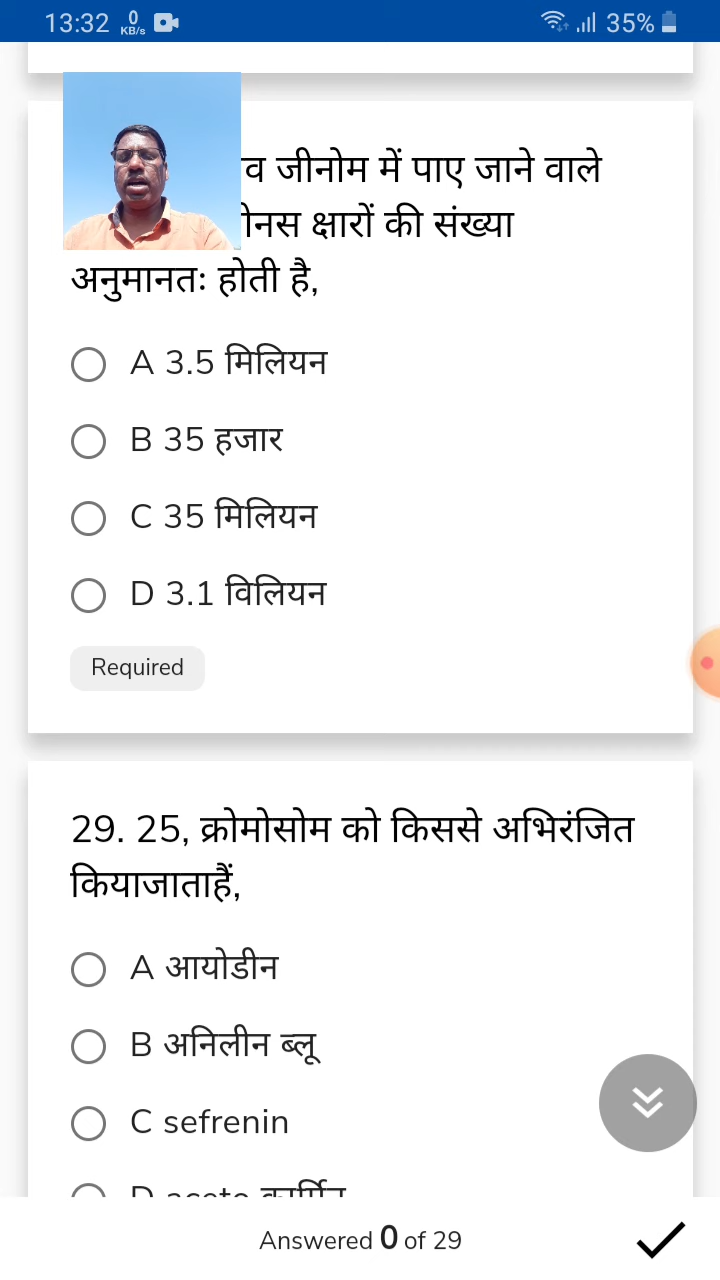 13:32 0 KB/s 35%
व जीनोम में पाए जाने वाले
नस क्षारों की संख्या
अनुमानतः होती है,
A 3.5 मिलियन
B 35 हजार
C 35 मिलियन
D 3.1 विलियन
Required
29. 25, क्रोमोसोम को किससे अभिरंजित
कियाजाताहैं,
A आयोडीन
B अनिलीन ब्लू
C sefrenin
D aceto कार्मिन
Answered 0 of 29